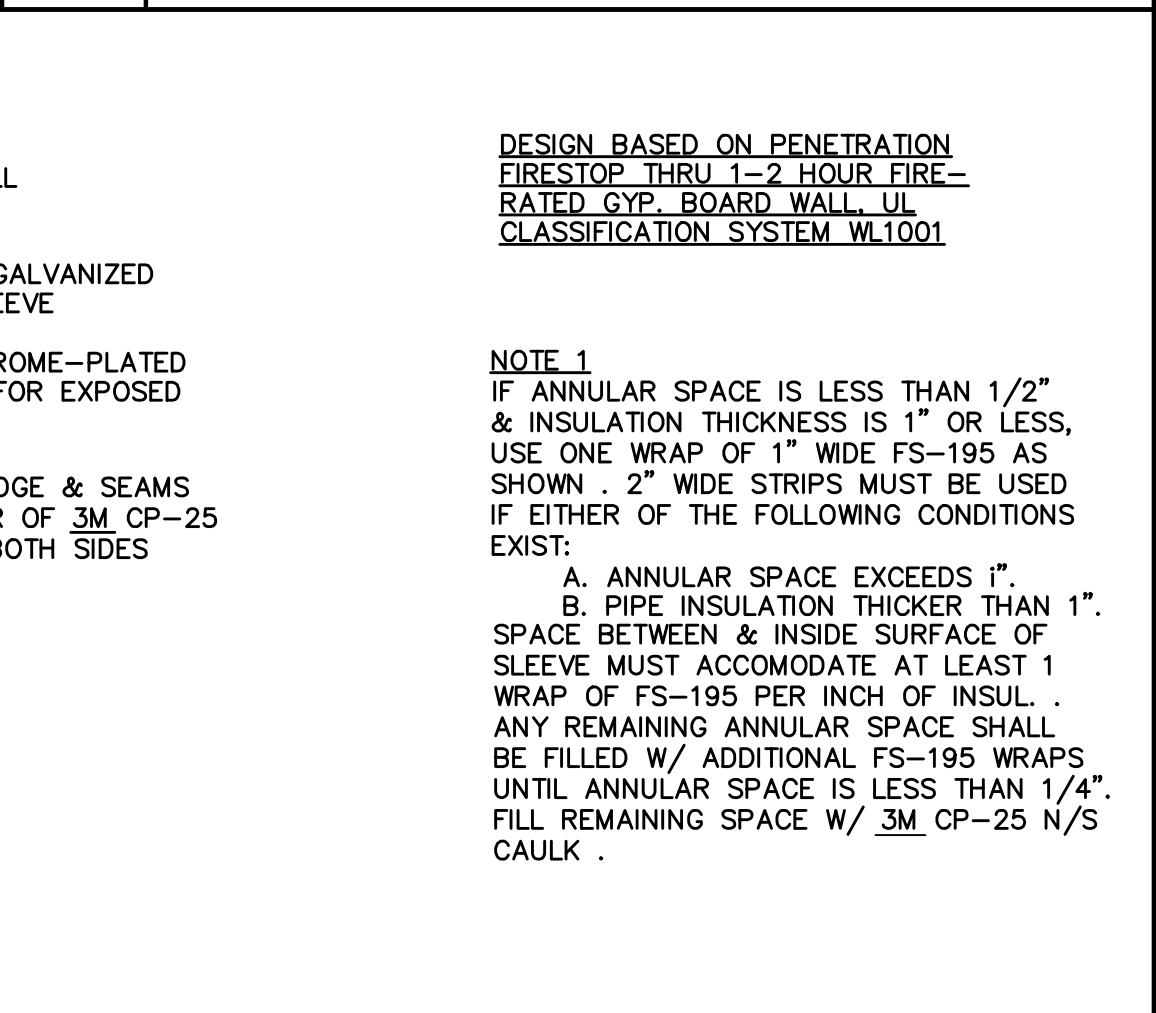 LL
GALVANIZED
EEVE
ROME-PLATED
FOR EXPOSED
DGE & SEAMS
R OF 3M CP-25
BOTH SIDES
DESIGN BASED ON PENETRATION
FIRESTOP THRU 1-2 HOUR FIRE-
RATED GYP. BOARD WALL, UL
CLASSIFICATION SYSTEM WL1001
NOTE 1
IF ANNULAR SPACE IS LESS THAN 1/2"
& INSULATION THICKNESS IS 1" OR LESS,
USE ONE WRAP OF 1" WIDE FS-195 AS
SHOWN . 2" WIDE STRIPS MUST BE USED
IF EITHER OF THE FOLLOWING CONDITIONS
EXIST:
A. ANNULAR SPACE EXCEEDS i".
B. PIPE INSULATION THICKER THAN 1".
SPACE BETWEEN & INSIDE SURFACE OF
SLEEVE MUST ACCOMODATE AT LEAST 1
WRAP OF FS-195 PER INCH OF INSUL. .
ANY REMAINING ANNULAR SPACE SHALL
BE FILLED W/ ADDITIONAL FS-195 WRAPS
UNTIL ANNULAR SPACE IS LESS THAN 1/4".
FILL REMAINING SPACE W/ 3M CP-25 N/S
CAULK .